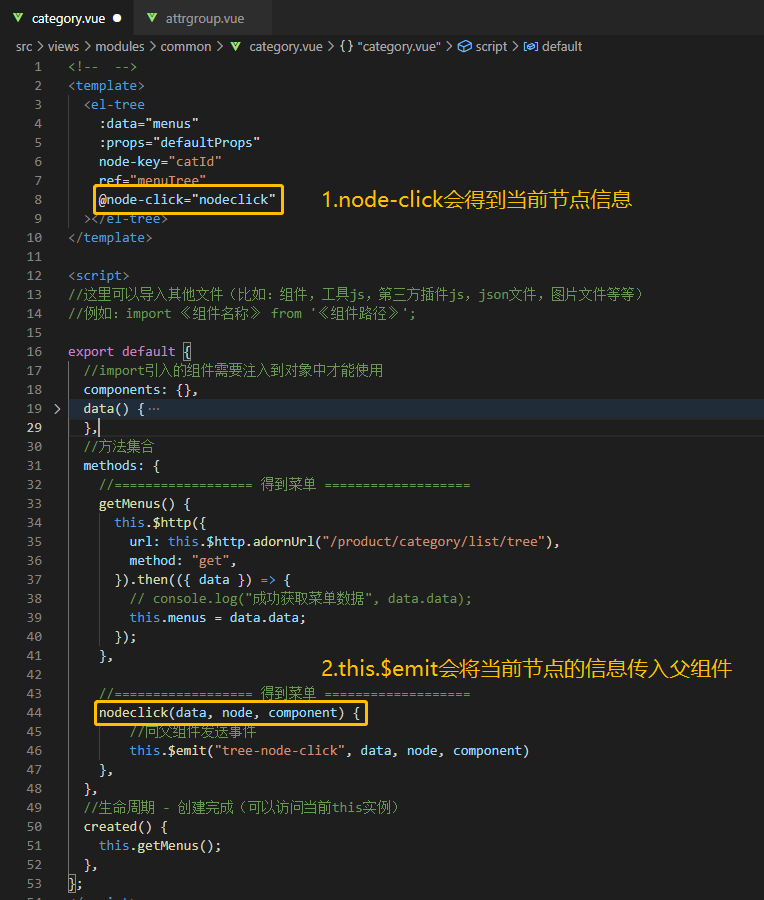 category.vue attrgroup.vue
src > views > modules > common > category.vue > {} "category.vue" > script > default
1 <!--  -->
2 <template>
3 <el-tree
4 :data="menus"
5 :props="defaultProps"
6 node-key="catId"
7 ref="menuTree"
8 @node-click="nodeclick" 1.node-click会得到当前节点信息
9 ></el-tree>
10 </template>
11
12 <script>
13 //这里可以导入其他文件（比如：组件，工具js，第三方插件js，json文件，图片文件等等）
14 //例如：import 《组件名称》 from '《组件路径》';
15
16 export default {
17 //import引入的组件需要注入到对象中才能使用
18 components: {},
19 data() {…
29 },
30 //方法集合
31 methods: {
32 //================== 得到菜单 ===================
33 getMenus() {
34 this.$http({
35 url: this.$http.adornUrl("/product/category/list/tree"),
36 method: "get",
37 }).then(({ data }) => {
38 // console.log("成功获取菜单数据", data.data);
39 this.menus = data.data;
40 });
41 },
42 2.this.$emit会将当前节点的信息传入父组件
43 //================== 得到菜单 ===================
44 nodeclick(data, node, component) {
45 //向父组件发送事件
46 this.$emit("tree-node-click", data, node, component)
47 },
48 },
49 //生命周期 - 创建完成（可以访问当前this实例）
50 created() {
51 this.getMenus();
52 },
53 };